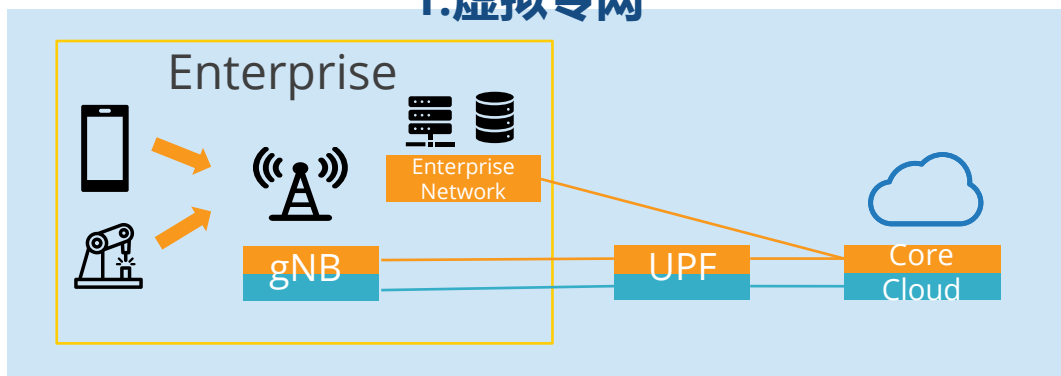 1.虚拟专网
Enterprise
Enterprise
Network
gNB
UPF
Core
Cloud